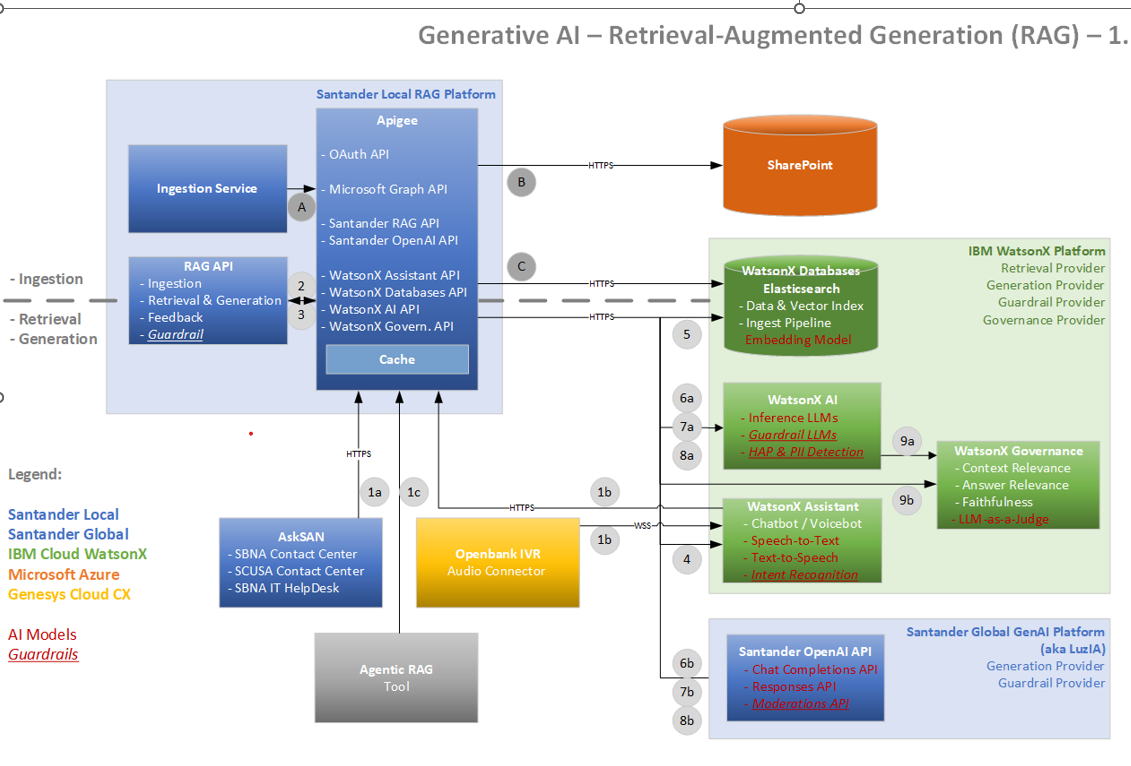 Generative AI – Retrieval-Augmented Generation (RAG) – 1.
Santander Local RAG Platform
Apigee
- OAuth API
- Microsoft Graph API
- Santander RAG API
- Santander OpenAI API
- WatsonX Assistant API
- WatsonX Databases API
- WatsonX AI API
- WatsonX Govern. API
Cache
Ingestion Service
A
RAG API
- Ingestion
- Retrieval & Generation
- Feedback
- Guardrail
2
3
- Ingestion
- Retrieval
- Generation
HTTPS
B
SharePoint
C
HTTPS
HTTPS
5
IBM WatsonX Platform
Retrieval Provider
Generation Provider
Guardrail Provider
Governance Provider
WatsonX Databases
Elasticsearch
- Data & Vector Index
- Ingest Pipeline
Embedding Model
6a
7a
8a
WatsonX AI
- Inference LLMs
- Guardrail LLMs
- HAP & PII Detection
9a
9b
WatsonX Governance
- Context Relevance
- Answer Relevance
- Faithfulness
- LLM-as-a-Judge
WatsonX Assistant
- Chatbot / Voicebot
- Speech-to-Text
- Text-to-Speech
- Intent Recognition
HTTPS
1a
1c
1b
HTTPS
WSS
1b
4
Legend:
Santander Local
Santander Global
IBM Cloud WatsonX
Microsoft Azure
Genesys Cloud CX
AI Models
Guardrails
AskSAN
- SBNA Contact Center
- SCUSA Contact Center
- SBNA IT HelpDesk
Openbank IVR
Audio Connector
Agentic RAG
Tool
6b
7b
8b
Santander Global GenAI Platform
(aka LuzIA)
Generation Provider
Guardrail Provider
Santander OpenAI API
- Chat Completions API
- Responses API
- Moderations API